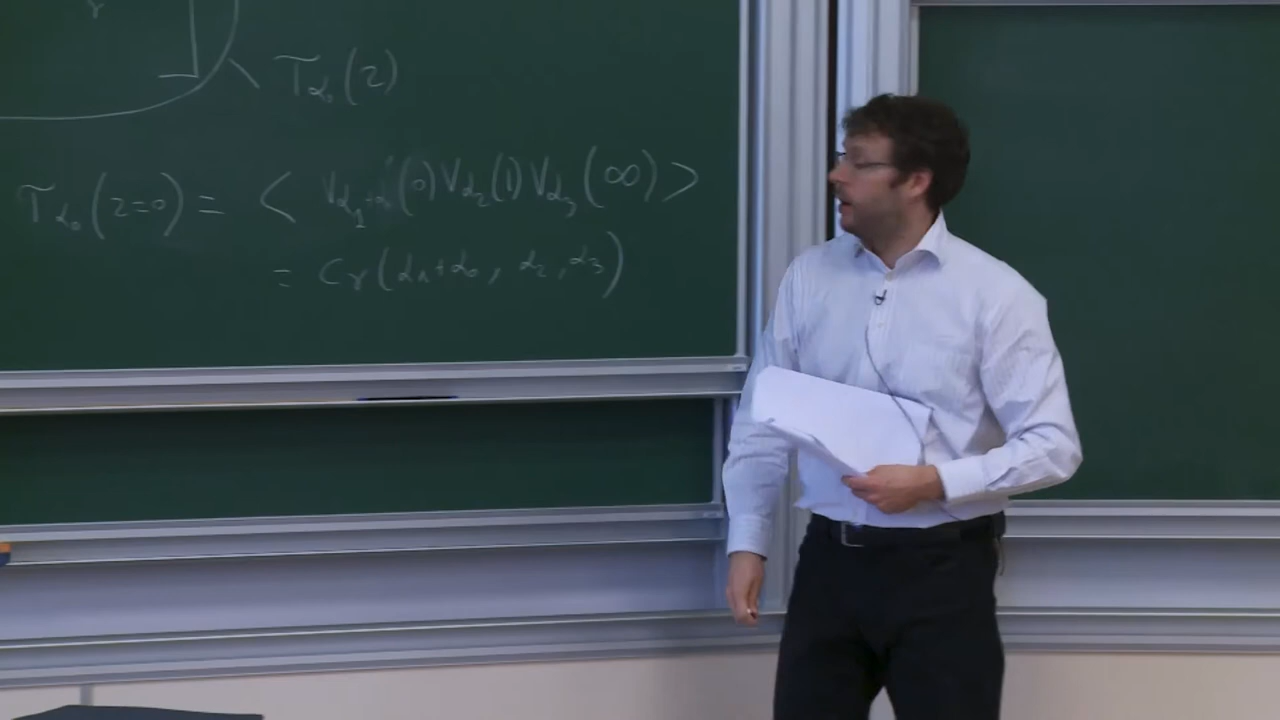 T_{α_0}(z)
T_{α_0}(z=0) = < V_{α_1+α_0}(0) V_{α_2}(1) V_{α_3}(∞) >
= C_γ(α_1+α_0, α_2, α_3)